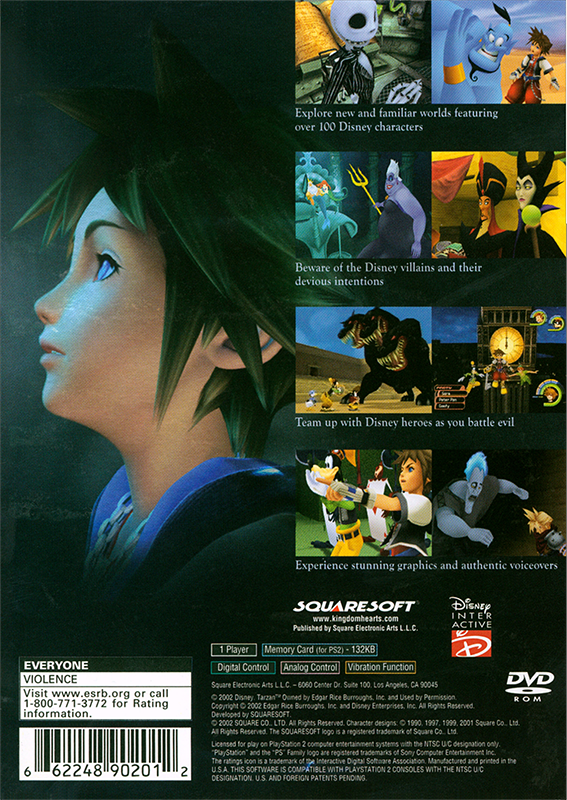 Explore new and familiar worlds featuring
over 100 Disney characters
Beware of the Disney villains and their
devious intentions
Sora
Peter Pan
Goofy
Team up with Disney heroes as you battle evil
Experience stunning graphics and authentic voiceovers
SQUARESOFT
www.kingdomhearts.com
Published by Square Electronic Arts L.L.C.
Disney
INTER
ACTIVE
D
1 Player
Memory Card (for PS2) - 132KB
Digital Control
Analog Control
Vibration Function
EVERYONE
VIOLENCE
Visit www.esrb.org or call
1-800-771-3772 for Rating
information.
Square Electronic Arts L.L.C. – 6060 Center Dr. Suite 100. Los Angeles, CA 90045
© 2002 Disney. Tarzan™ Owned by Edgar Rice Burroughs, Inc. and Used by Permission.
Copyright © 2002 Edgar Rice Burroughs, Inc. and Disney Enterprises, Inc. All Rights Reserved.
Developed by SQUARESOFT.
© 2002 SQUARE CO., LTD. All Rights Reserved. Character designs: © 1990, 1997, 1999, 2001 Square Co., Ltd.
All Rights Reserved. The SQUARESOFT logo is a registered trademark of Square Co., Ltd.
Licensed for play on PlayStation 2 computer entertainment systems with the NTSC U/C designation only.
"PlayStation" and the "PS" Family logo are registered trademarks of Sony Computer Entertainment Inc.
The ratings icon is a trademark of the Interactive Digital Software Association. Manufactured and printed in the
U.S.A. THIS SOFTWARE IS COMPATIBLE WITH PLAYSTATION 2 CONSOLES WITH THE NTSC U/C
DESIGNATION. U.S. AND FOREIGN PATENTS PENDING.
DVD
ROM
6 62248 90201 2